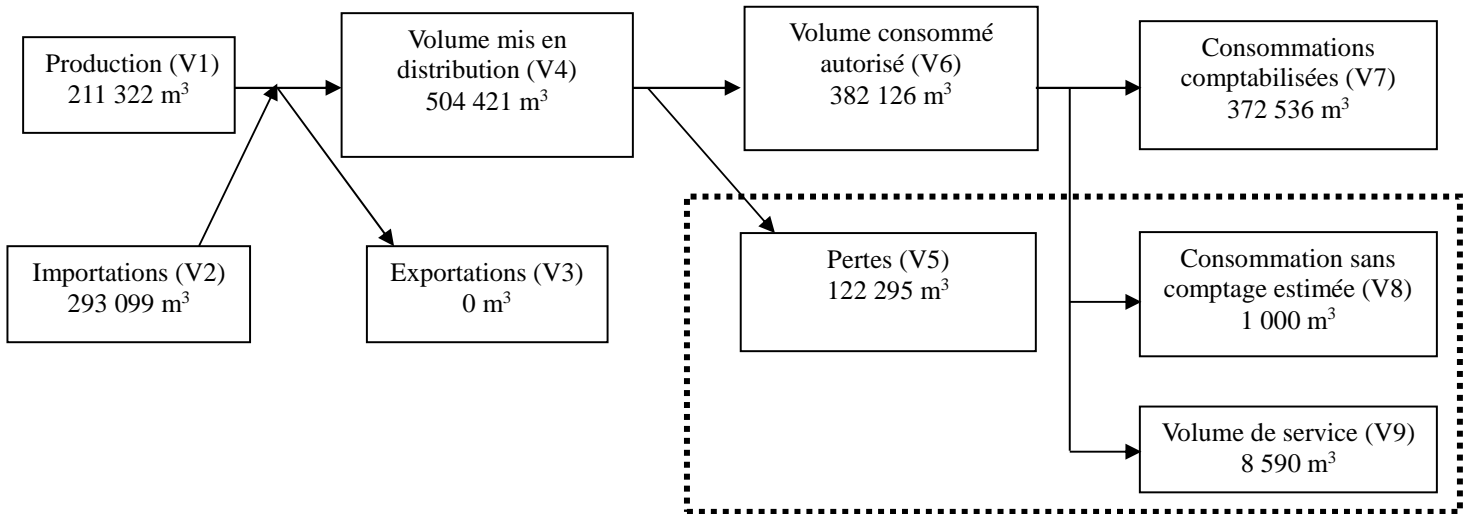 Production (V1)
211 322 m³
Volume mis en
distribution (V4)
504 421 m³
Volume consommé
autorisé (V6)
382 126 m³
Consommations
comptabilisées (V7)
372 536 m³
Importations (V2)
293 099 m³
Exportations (V3)
0 m³
Pertes (V5)
122 295 m³
Consommation sans
comptage estimée (V8)
1 000 m³
Volume de service (V9)
8 590 m³